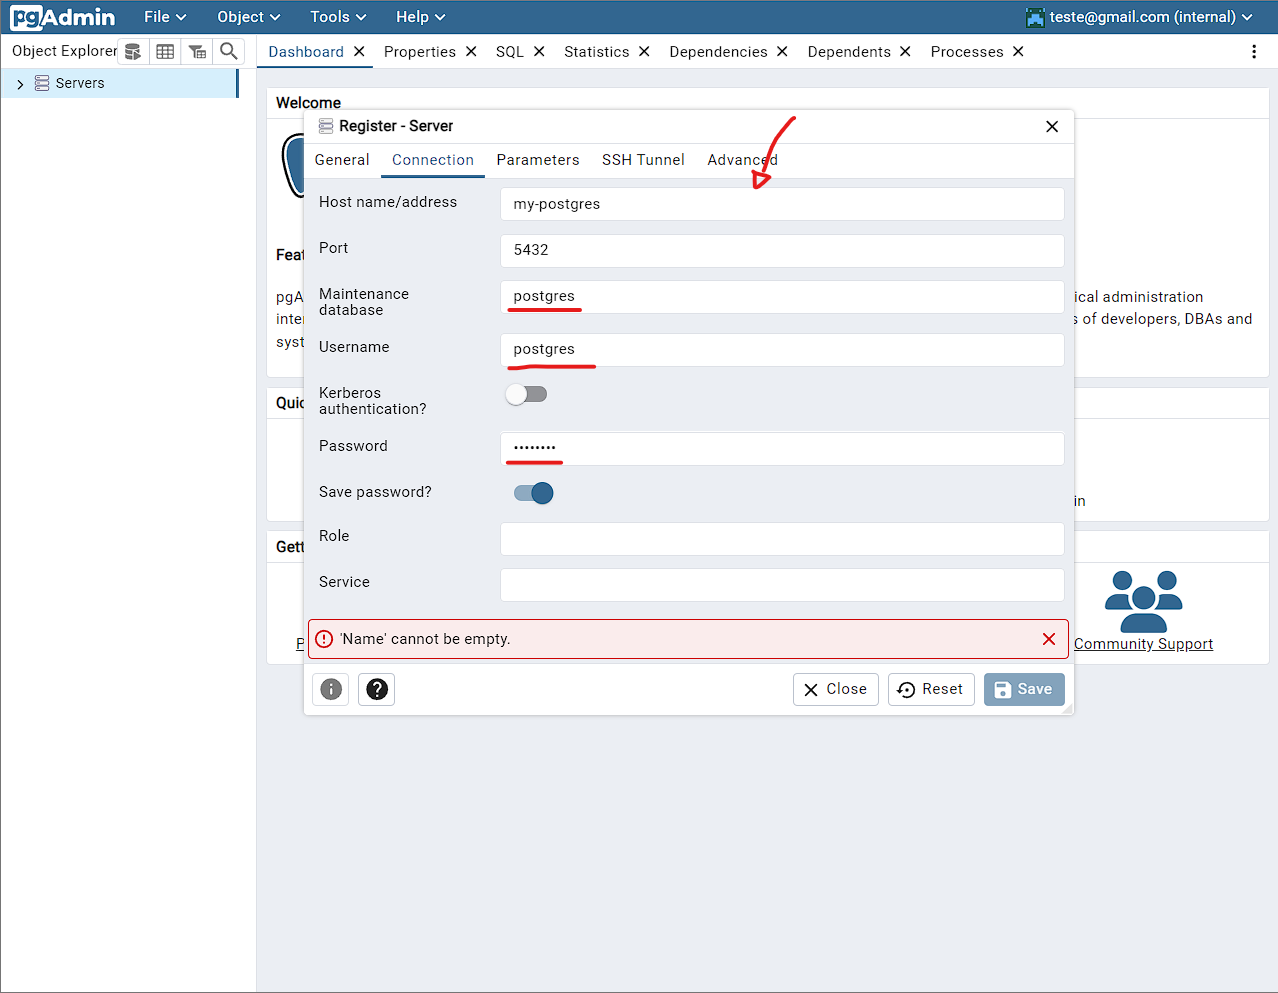 pgAdmin File Object Tools Help teste@gmail.com (internal)
Object Explorer Dashboard Properties SQL Statistics Dependencies Dependents Processes
Servers
Welcome
Register - Server
General Connection Parameters SSH Tunnel Advanced
Host name/address my-postgres
Port 5432
Feat
Maintenance database postgres
pgA ical administration
inter s of developers, DBAs and
syst
Username postgres
Kerberos authentication?
Quic
Password ••••••••
Save password?
in
Role
Gett
Service
'Name' cannot be empty.
P Community Support
Close Reset Save